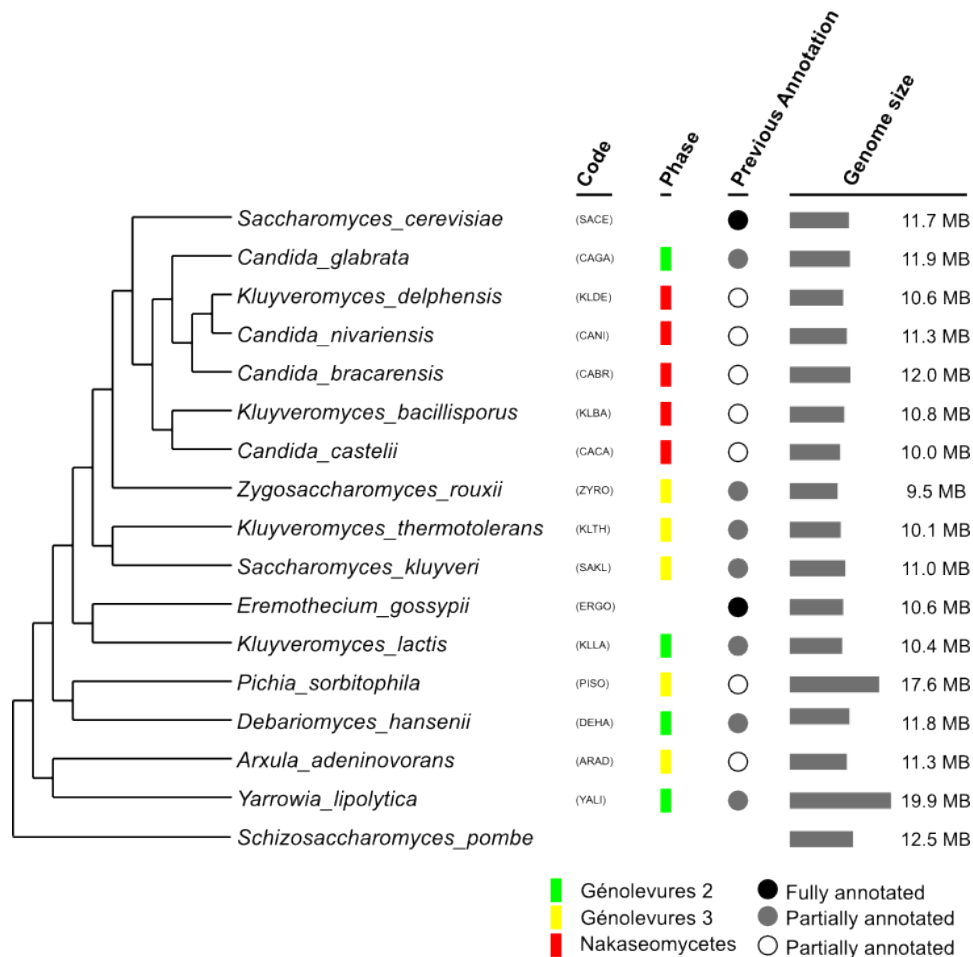 Code Phase Previous Annotation Genome size
Saccharomyces_cerevisiae (SACE) 11.7 MB
Candida_glabrata (CAGA) 11.9 MB
Kluyveromyces_delphensis (KLDE) 10.6 MB
Candida_nivariensis (CANI) 11.3 MB
Candida_bracarensis (CABR) 12.0 MB
Kluyveromyces_bacillisporus (KLBA) 10.8 MB
Candida_castelii (CACA) 10.0 MB
Zygosaccharomyces_rouxii (ZYRO) 9.5 MB
Kluyveromyces_thermotolerans (KLTH) 10.1 MB
Saccharomyces_kluyveri (SAKL) 11.0 MB
Eremothecium_gossypii (ERGO) 10.6 MB
Kluyveromyces_lactis (KLLA) 10.4 MB
Pichia_sorbitophila (PISO) 17.6 MB
Debariomyces_hansenii (DEHA) 11.8 MB
Arxula_adeninovorans (ARAD) 11.3 MB
Yarrowia_lipolytica (YALI) 19.9 MB
Schizosaccharomyces_pombe 12.5 MB
Génolevures 2 Fully annotated
Génolevures 3 Partially annotated
Nakaseomycetes Partially annotated